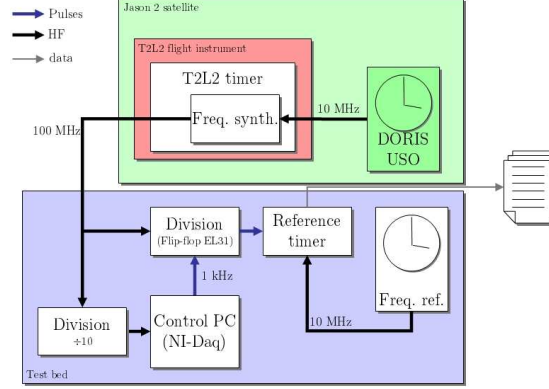 Pulses
HF
data
Jason 2 satellite
T2L2 flight instrument
T2L2 timer
Freq. synth.
10 MHz
DORIS
USO
100 MHz
Division
(Flip-flop EL31)
Reference
timer
1 kHz
Freq. ref.
Division
÷10
Control PC
(NI-Daq)
10 MHz
Test bed